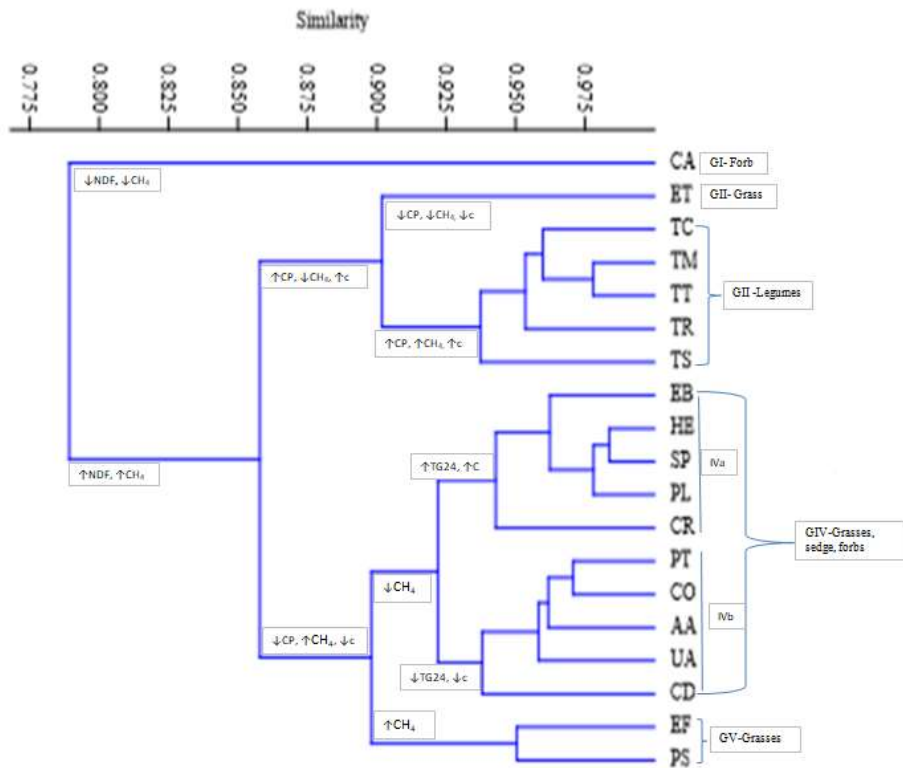 Similarity
0.775
0.800
0.825
0.850
0.875
0.900
0.925
0.950
0.975
CA
GI- Forb
↓NDF, ↓CH₄
ET
GII- Grass
↓CP, ↓CH₄, ↓c
TC
↑CP, ↓CH₄, ↑c
TM
TT
GII -Legumes
TR
↑CP, ↑CH₄, ↑c
TS
EB
HE
↑TG24, ↑C
SP
IVa
↑NDF, ↑CH₄
PL
CR
GIV-Grasses,
sedge, forbs
PT
↓CH₄
CO
IVb
AA
↓CP, ↑CH₄, ↓c
UA
↓TG24, ↓c
CD
↑CH₄
EF
GV-Grasses
PS